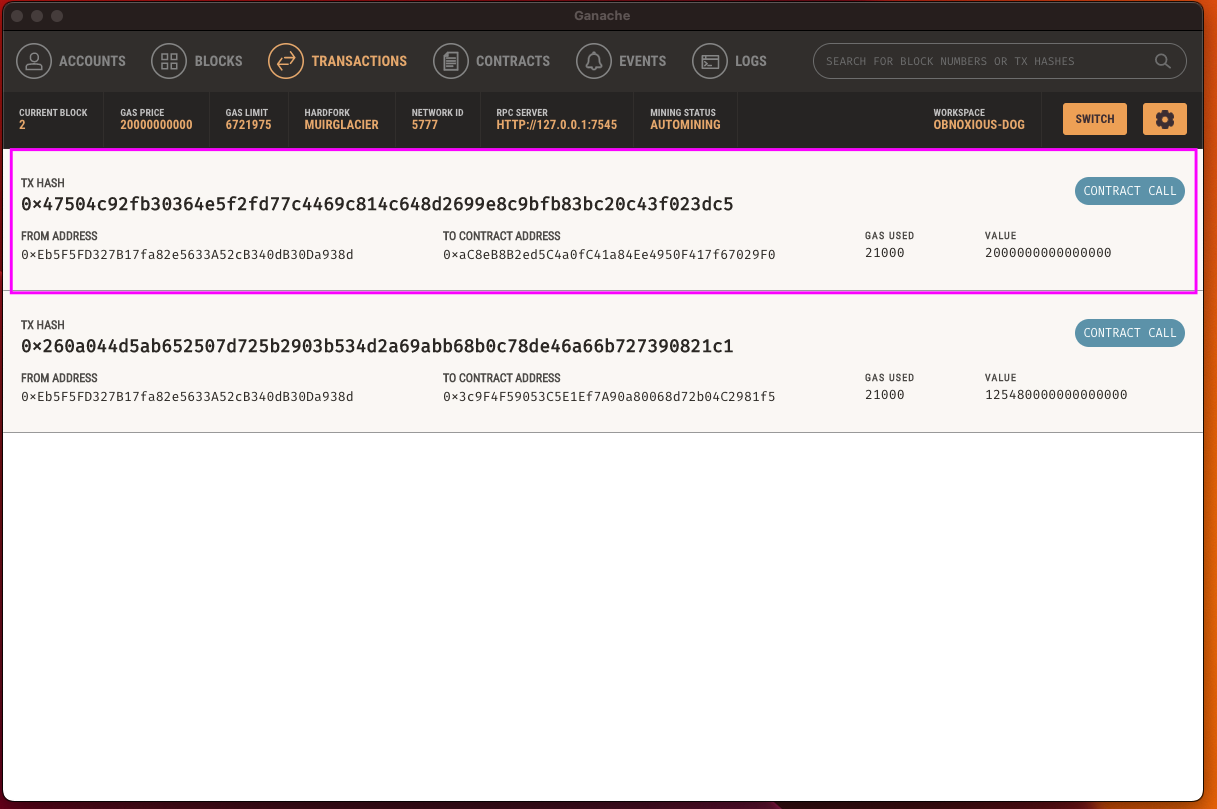 Ganache
ACCOUNTS BLOCKS TRANSACTIONS CONTRACTS EVENTS LOGS SEARCH FOR BLOCK NUMBERS OR TX HASHES
CURRENT BLOCK GAS PRICE GAS LIMIT HARDFORK NETWORK ID RPC SERVER MINING STATUS WORKSPACE
2 20000000000 6721975 MUIRGLACIER 5777 HTTP://127.0.0.1:7545 AUTOMINING OBNOXIOUS-DOG SWITCH
TX HASH
0×47504c92fb30364e5f2fd77c4469c814c648d2699e8c9bfb83bc20c43f023dc5 CONTRACT CALL
FROM ADDRESS TO CONTRACT ADDRESS GAS USED VALUE
0×Eb5F5FD327B17fa82e5633A52cB340dB30Da938d 0×aC8eB8B2ed5C4a0fC41a84Ee4950F417f67029F0 21000 2000000000000000
TX HASH
0×260a044d5ab652507d725b2903b534d2a69abb68b0c78de46a66b727390821c1 CONTRACT CALL
FROM ADDRESS TO CONTRACT ADDRESS GAS USED VALUE
0×Eb5F5FD327B17fa82e5633A52cB340dB30Da938d 0×3c9F4F59053C5E1Ef7A90a80068d72b04C2981f5 21000 125480000000000000